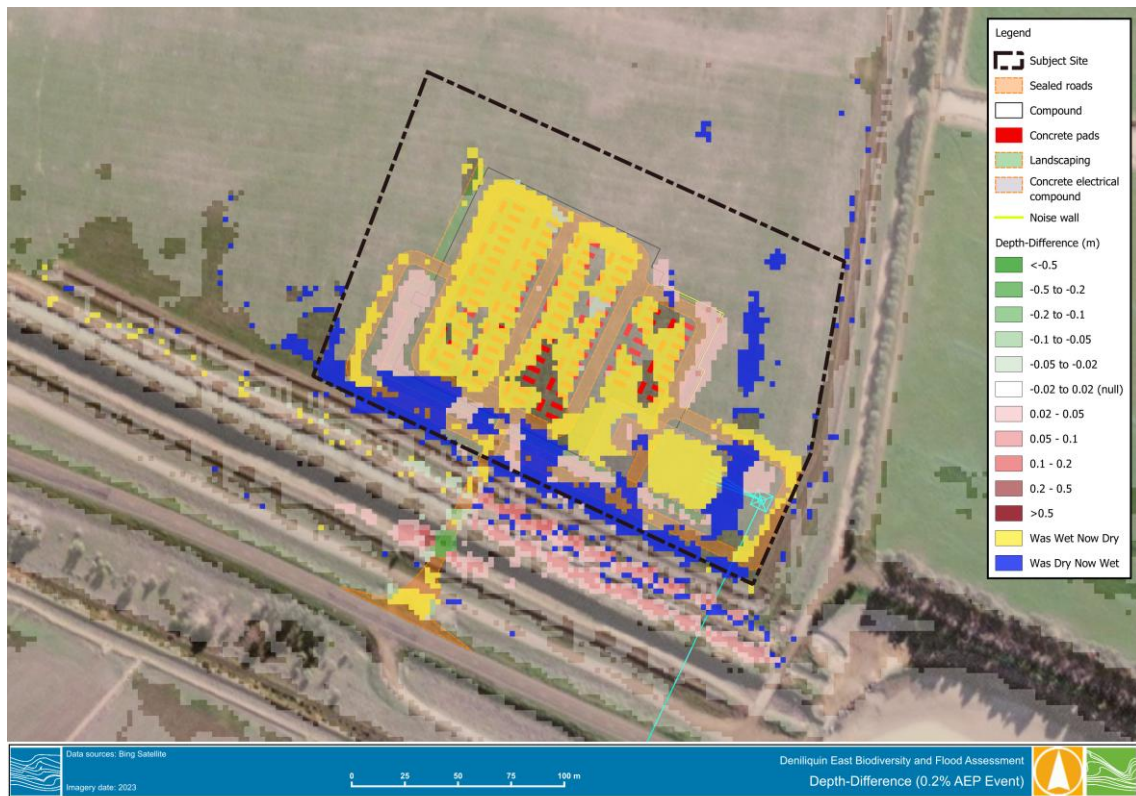 Legend
Subject Site
Sealed roads
Compound
Concrete pads
Landscaping
Concrete electrical
compound
Noise wall
Depth-Difference (m)
<-0.5
-0.5 to -0.2
-0.2 to -0.1
-0.1 to -0.05
-0.05 to -0.02
-0.02 to 0.02 (null)
0.02 - 0.05
0.05 - 0.1
0.1 - 0.2
0.2 - 0.5
>0.5
Was Wet Now Dry
Was Dry Now Wet
Data sources: Bing Satellite
Imagery date: 2023
0 25 50 75 100 m
Deniliquin East Biodiversity and Flood Assessment
Depth-Difference (0.2% AEP Event)